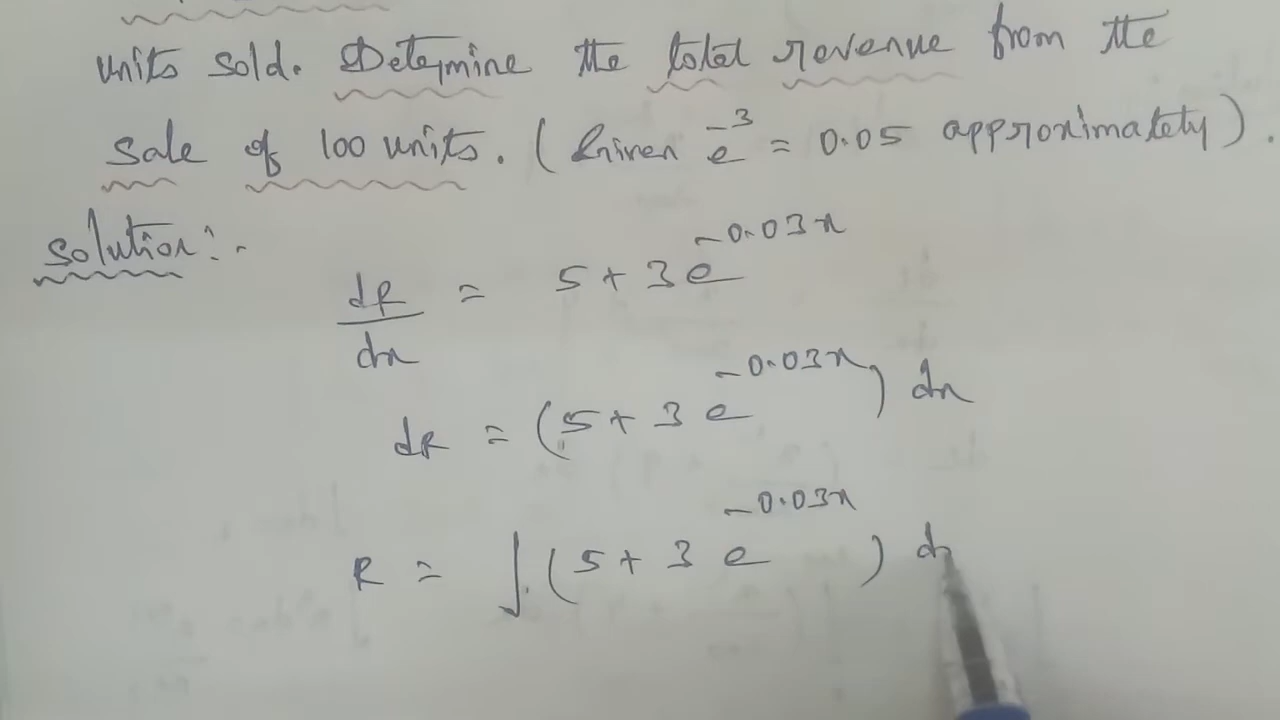 units sold. Determine the total revenue from the
sale of 100 units. (Given e^-3 = 0.05 approximately).
Solution:-
dR/dx = 5 + 3e^-0.03x
dR = (5 + 3e^-0.03x) dx
R = ∫(5 + 3e^-0.03x) dx